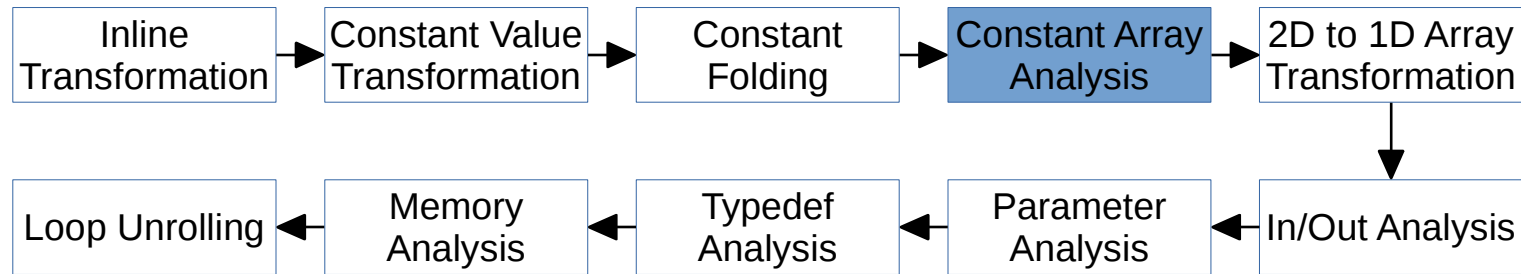 Inline
Transformation
Constant Value
Transformation
Constant
Folding
Constant Array
Analysis
2D to 1D Array
Transformation
Loop Unrolling
Memory
Analysis
Typedef
Analysis
Parameter
Analysis
In/Out Analysis